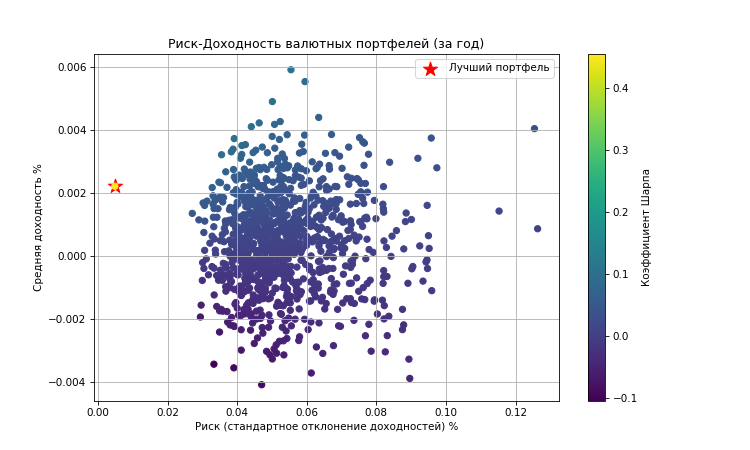 Риск-Доходность валютных портфелей (за год)
Лучший портфель
Средняя доходность %
0.006
0.004
0.002
0.000
−0.002
−0.004
0.00 0.02 0.04 0.06 0.08 0.10 0.12
Риск (стандартное отклонение доходностей) %
0.4
0.3
0.2
0.1
0.0
−0.1
Коэффициент Шарпа